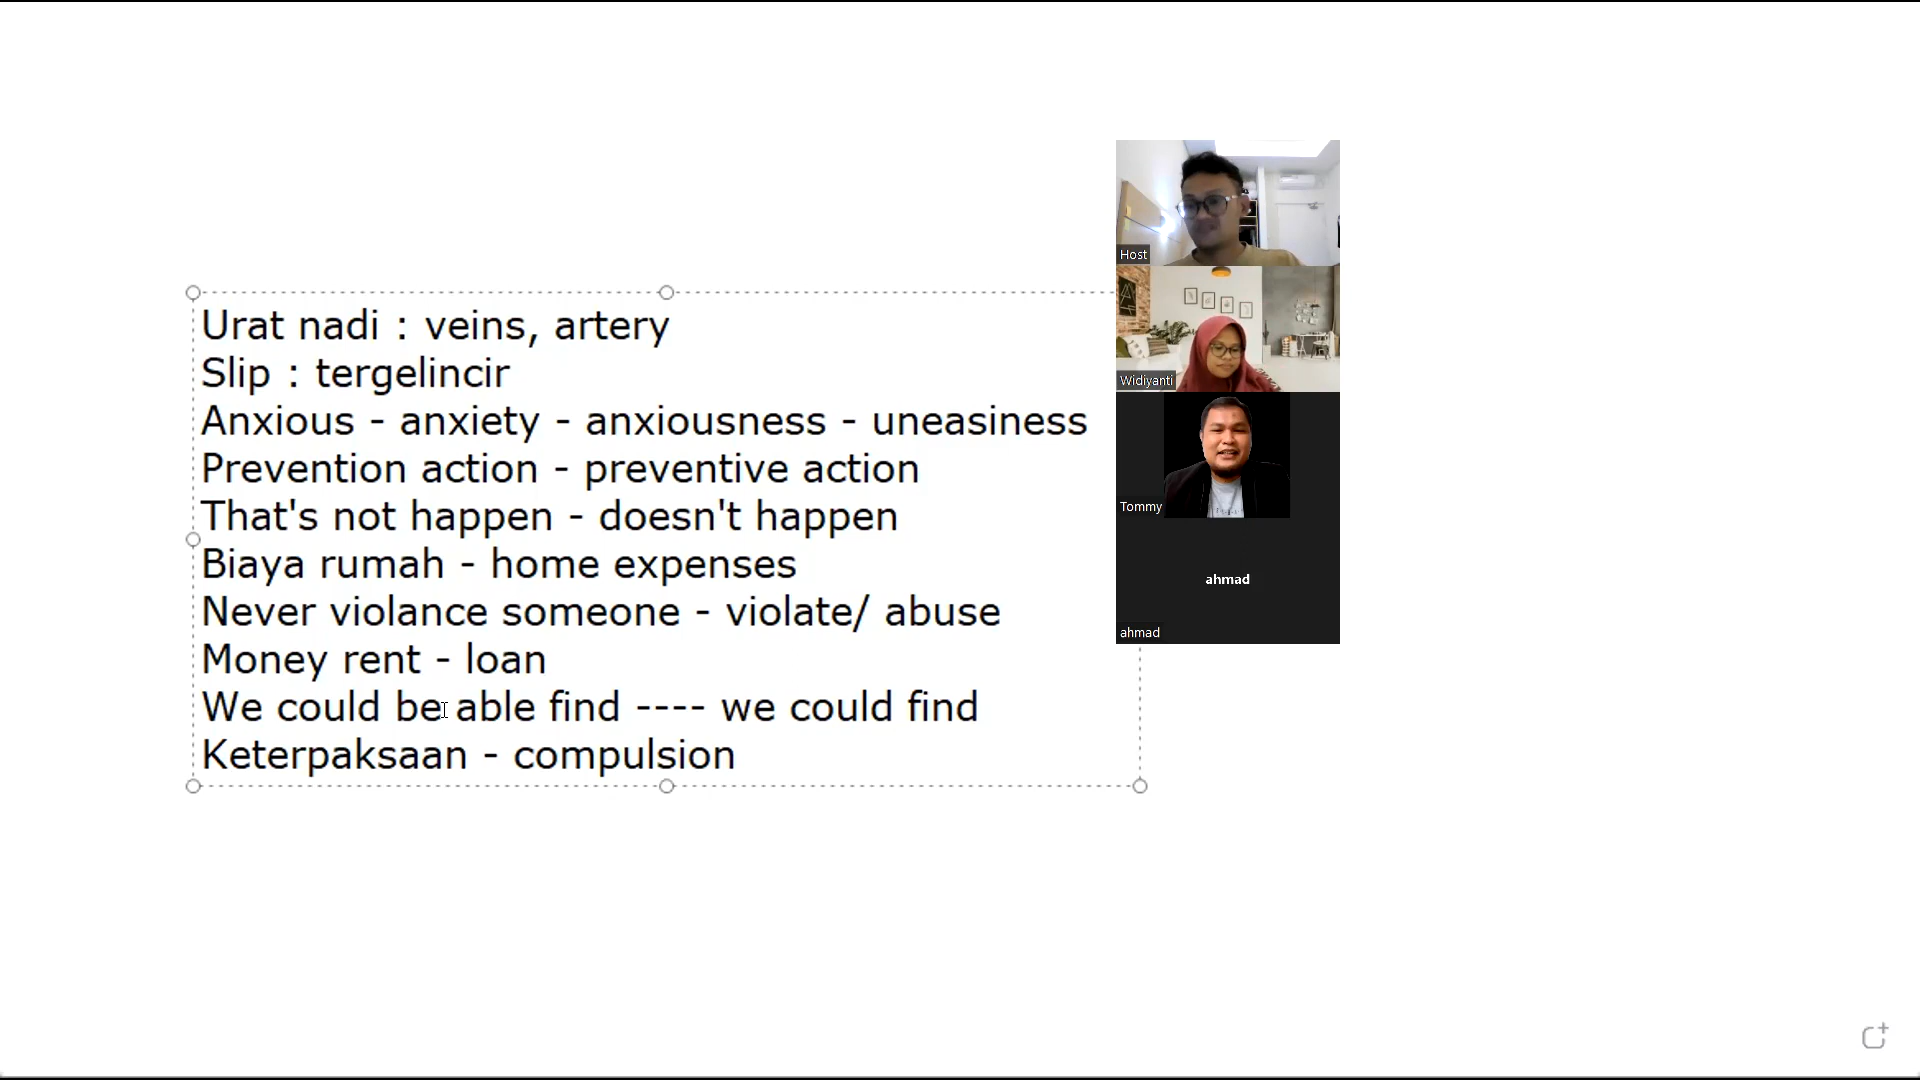 Host
Urat nadi : veins, artery
Slip : tergelincir
Widiyanti
Anxious - anxiety - anxiousness - uneasiness
Prevention action - preventive action
That's not happen - doesn't happen
Tommy
Biaya rumah - home expenses
ahmad
Never violance someone - violate/ abuse
ahmad
Money rent - loan
We could be able find ---- we could find
Keterpaksaan - compulsion